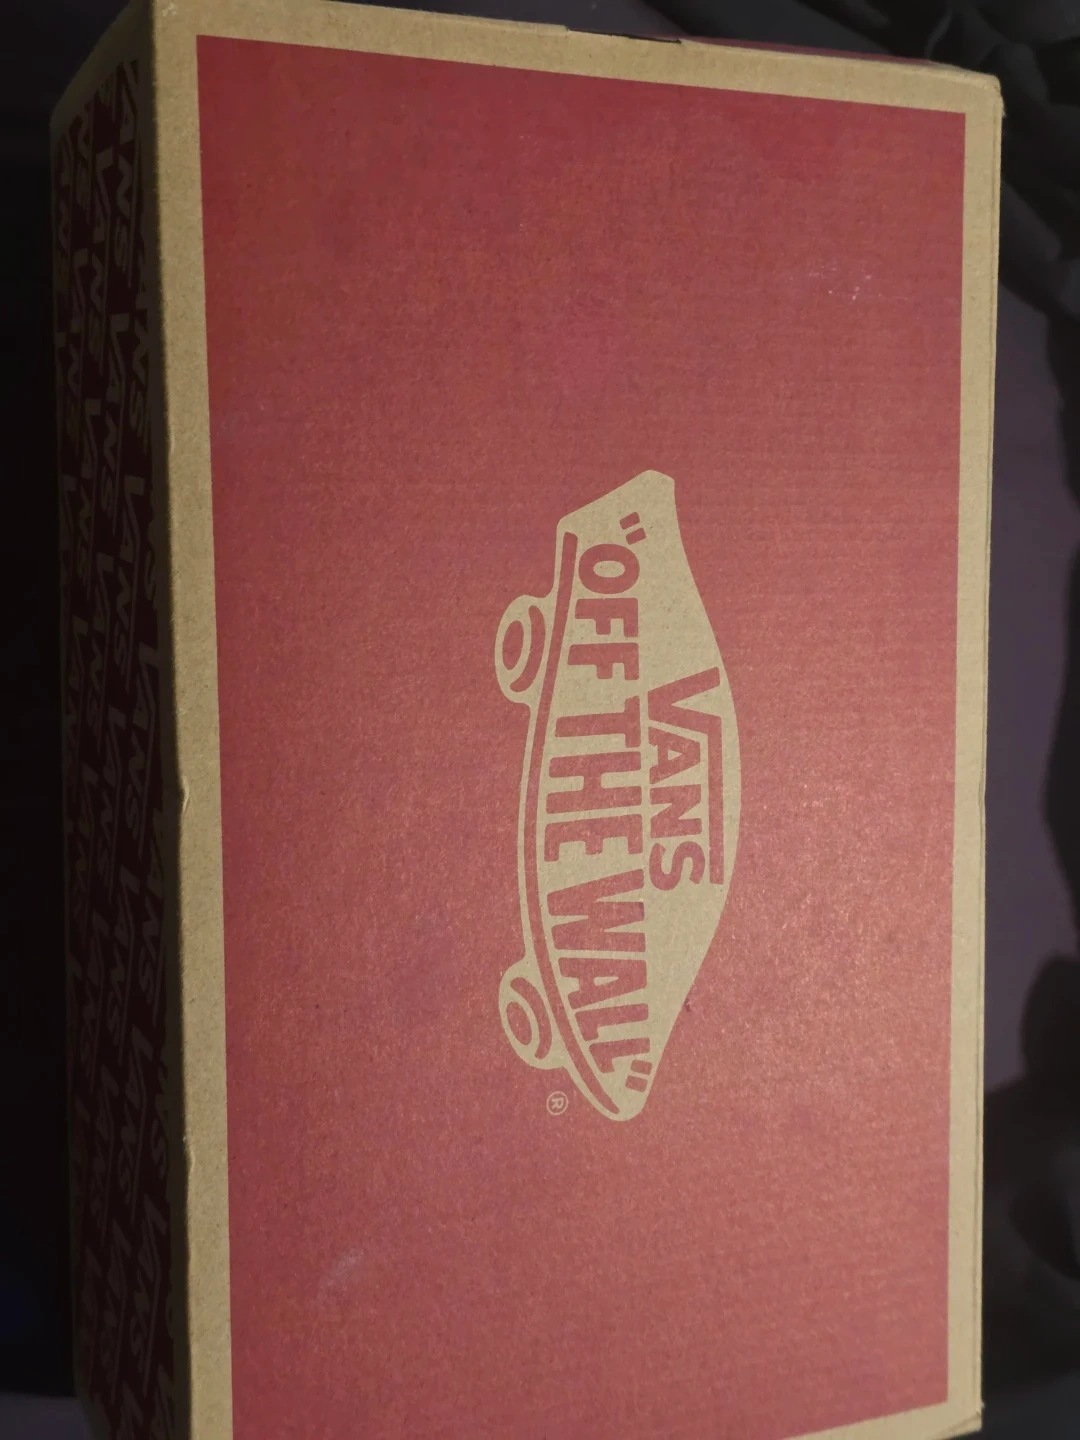 VANS
"OFF THE WALL"
®